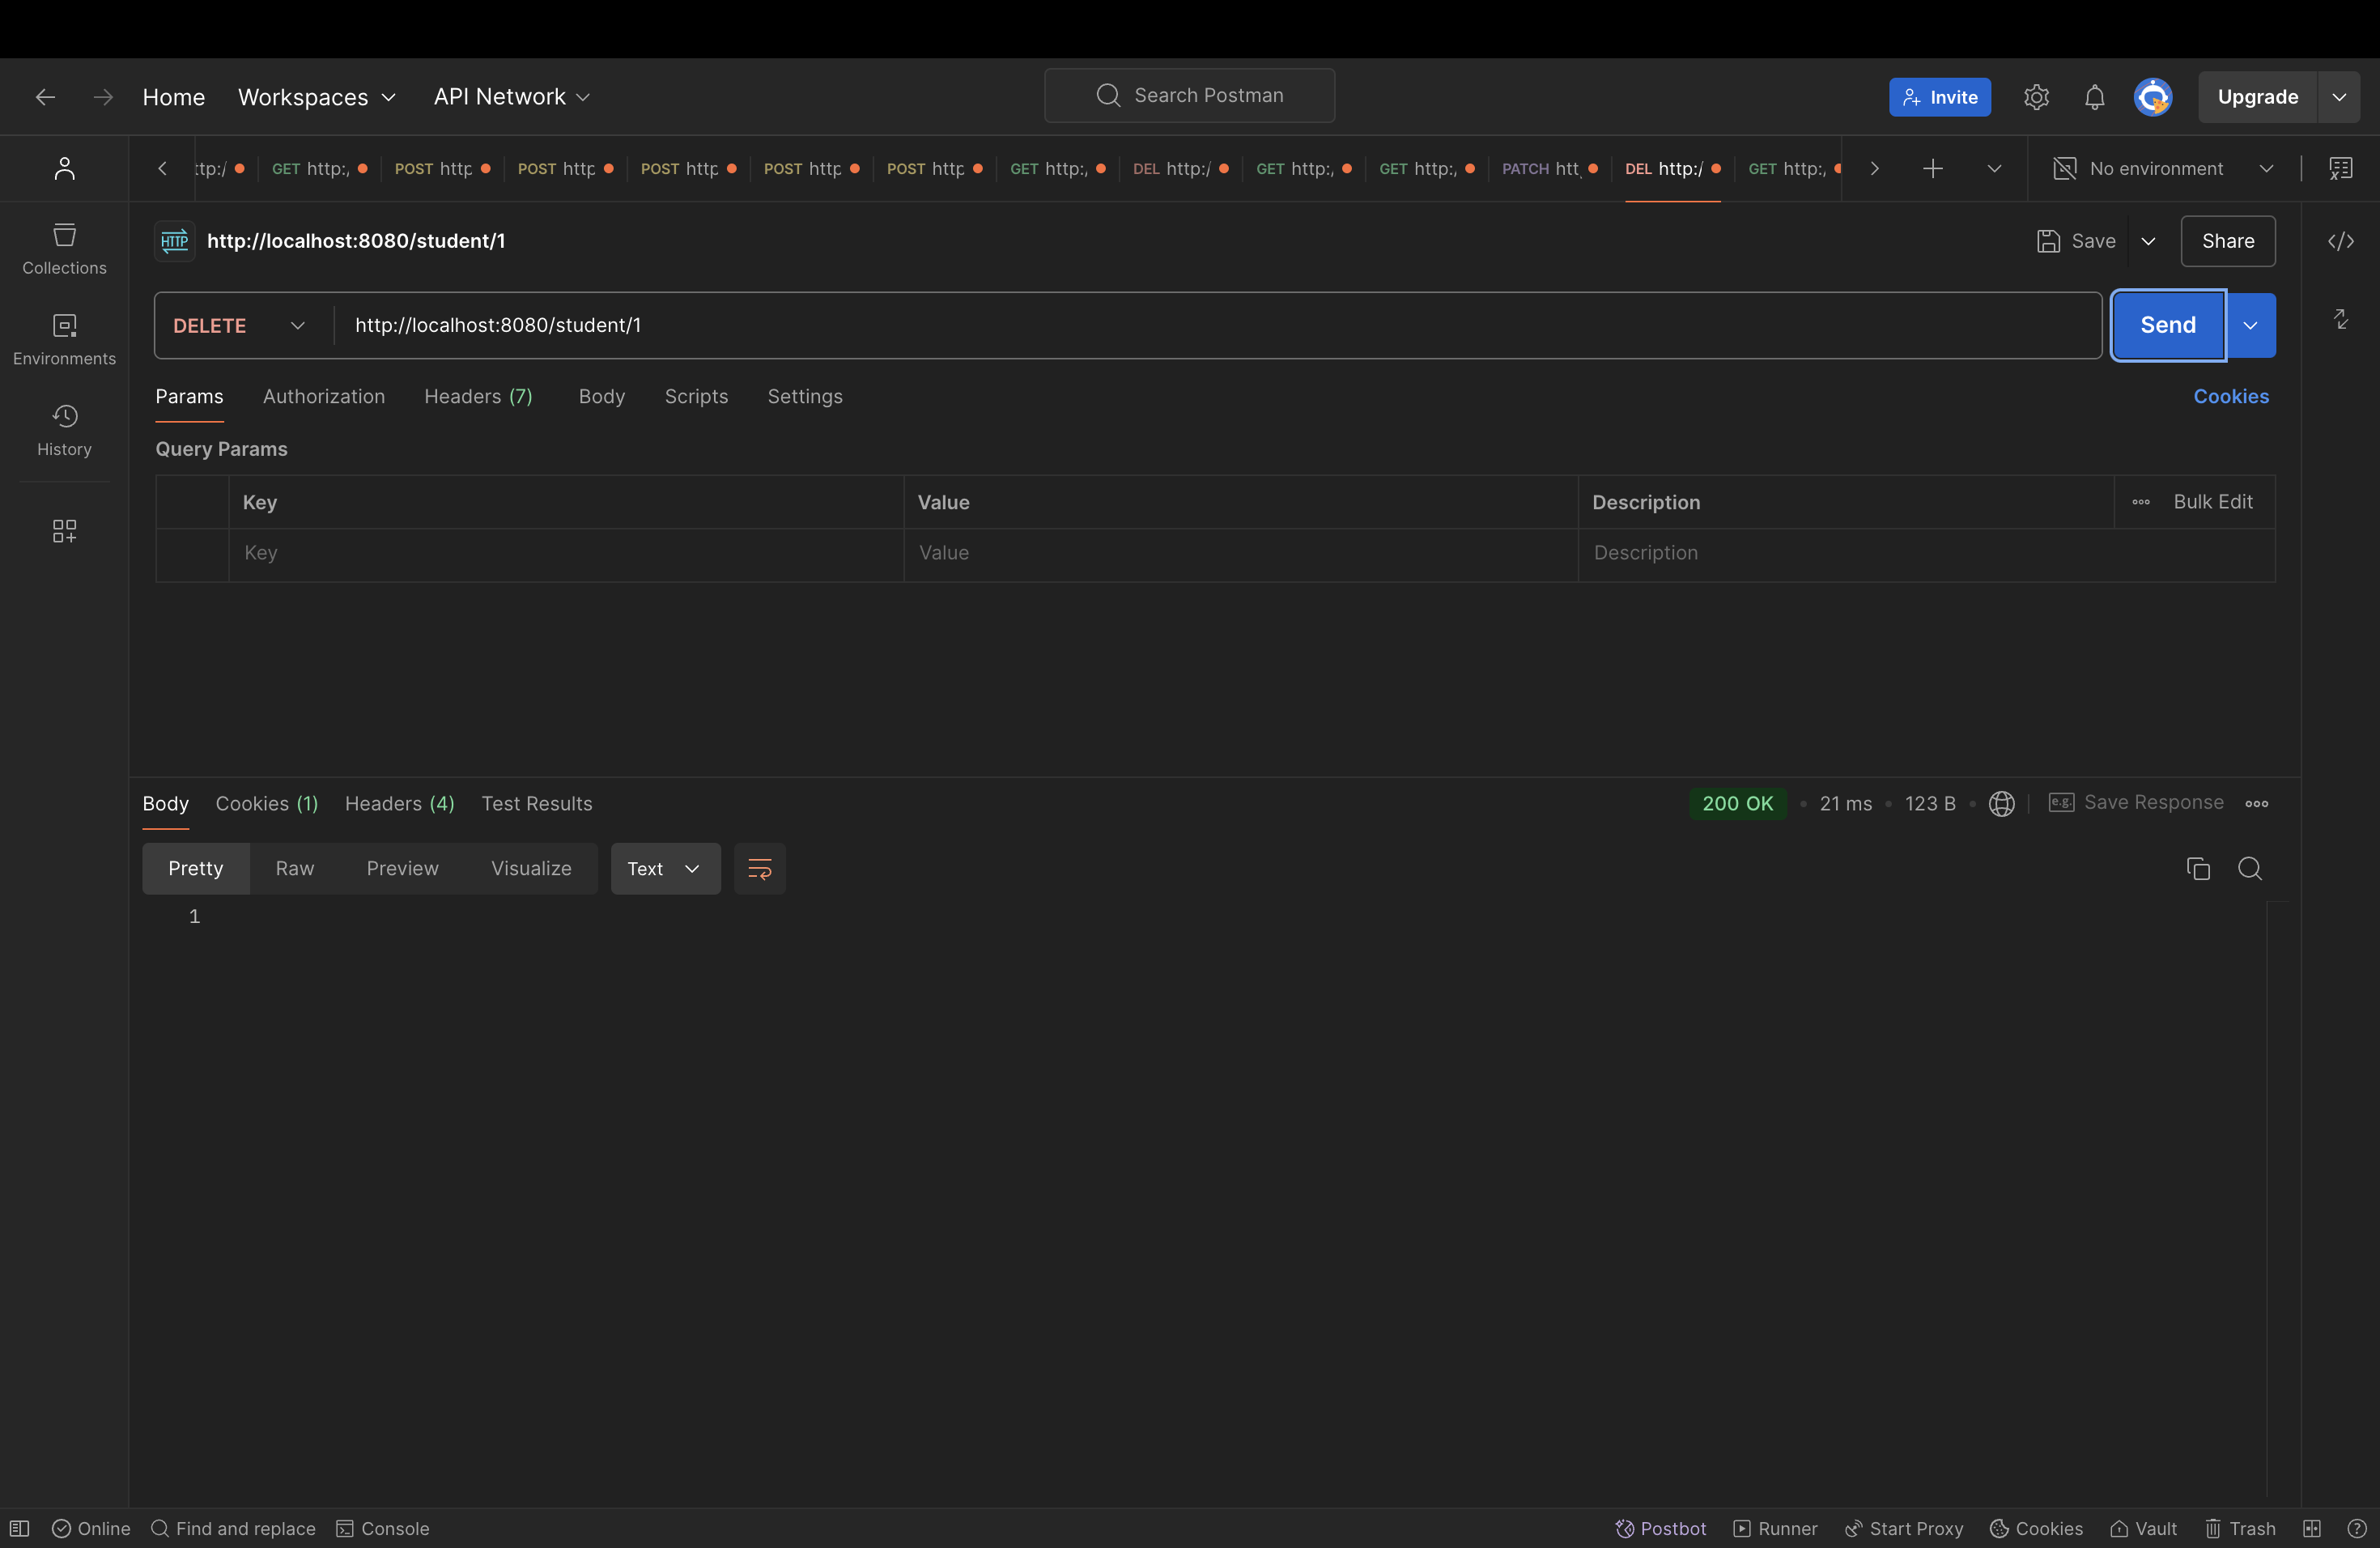 Home Workspaces API Network Search Postman Invite Upgrade
ttp:/ GET http:, POST http POST http POST http POST http POST http GET http:, DEL http:/ GET http:, GET http:, PATCH htt, DEL http:/ GET http:, No environment
HTTP http://localhost:8080/student/1 Save Share
Collections
DELETE http://localhost:8080/student/1 Send
Environments
Params Authorization Headers (7) Body Scripts Settings Cookies
History
Query Params
Key Value Description Bulk Edit
Key Value Description
Body Cookies (1) Headers (4) Test Results 200 OK 21 ms 123 B e.g. Save Response
Pretty Raw Preview Visualize Text
1
Online Find and replace Console Postbot Runner Start Proxy Cookies Vault Trash